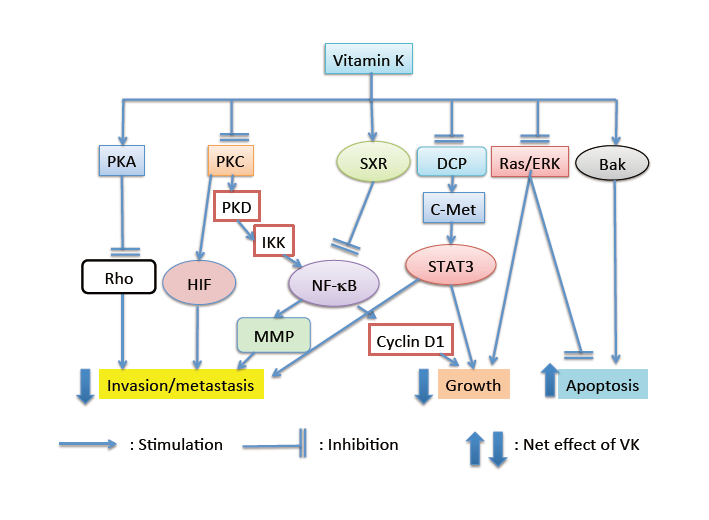 Vitamin K
PKA
PKC
SXR
DCP
Ras/ERK
Bak
PKD
C-Met
IKK
Rho
HIF
NF-κB
STAT3
MMP
Cyclin D1
Invasion/metastasis
Growth
Apoptosis
: Stimulation
: Inhibition
: Net effect of VK